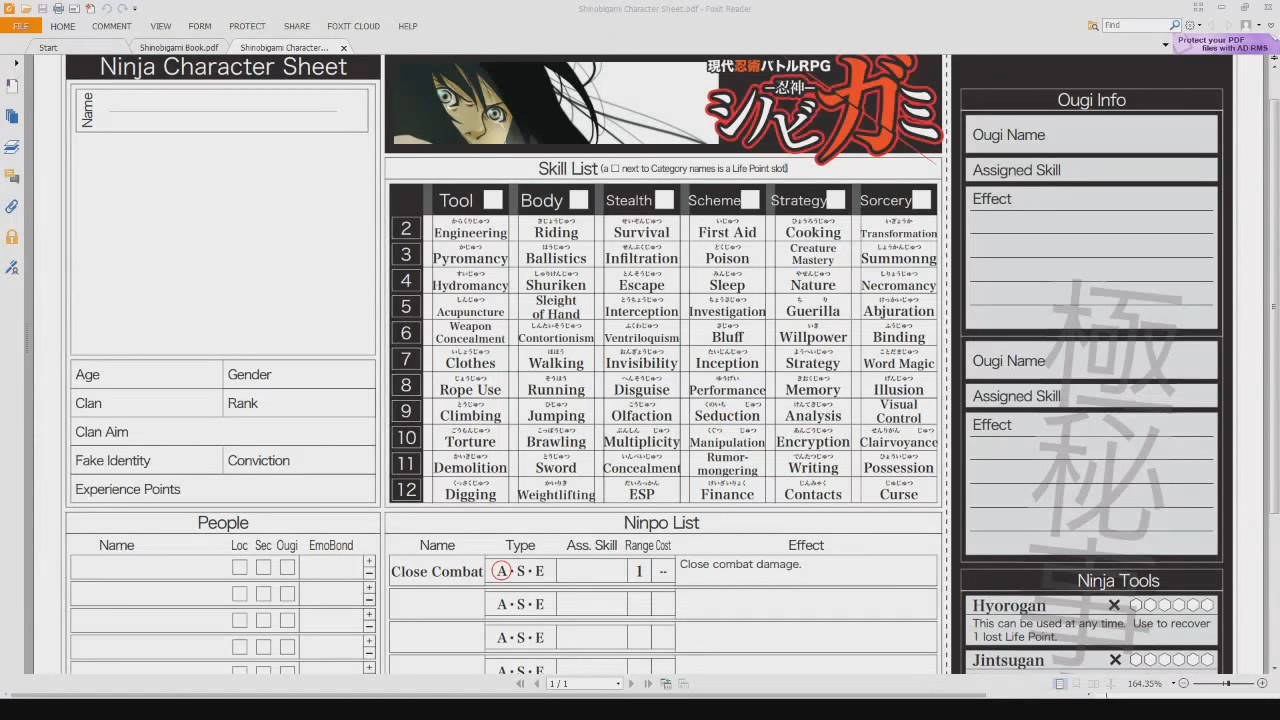 Shinobigami Character Sheet.pdf - Foxit Reader
FILE HOME COMMENT VIEW FORM PROTECT SHARE FOXIT CLOUD HELP
Find
Start Shinobigami Book.pdf Shinobigami Character...
Protect your PDF
files with AD RMS
Ninja Character Sheet
Name
Age Gender
Clan Rank
Clan Aim
Fake Identity Conviction
Experience Points
People
Name Loc Sec Ougi EmoBond
現代忍術バトルRPG
―忍神―
シノビガミ
Skill List (a □ next to Category names is a Life Point slot)
Tool Body Stealth Scheme Strategy Sorcery
2 Engineering Riding Survival First Aid Cooking Transformation
3 Pyromancy Ballistics Infiltration Poison Creature Mastery Summonng
4 Hydromancy Shuriken Escape Sleep Nature Necromancy
5 Acupuncture Sleight of Hand Interception Investigation Guerilla Abjuration
6 Weapon Concealment Contortionism Ventriloquism Bluff Willpower Binding
7 Clothes Walking Invisibility Inception Strategy Word Magic
8 Rope Use Running Disguise Performance Memory Illusion
9 Climbing Jumping Olfaction Seduction Analysis Visual Control
10 Torture Brawling Multiplicity Manipulation Encryption Clairvoyance
11 Demolition Sword Concealment Rumor-mongering Writing Possession
12 Digging Weightlifting ESP Finance Contacts Curse
Ninpo List
Name Type Ass. Skill Range Cost Effect
Close Combat A・S・E 1 -- Close combat damage.
A・S・E
A・S・E
A・S・E
Ougi Info
Ougi Name
Assigned Skill
Effect
Ougi Name
Assigned Skill
Effect
極秘事
Ninja Tools
Hyorogan
This can be used at any time. Use to recover
1 lost Life Point.
Jintsugan
1 / 1
164.35%